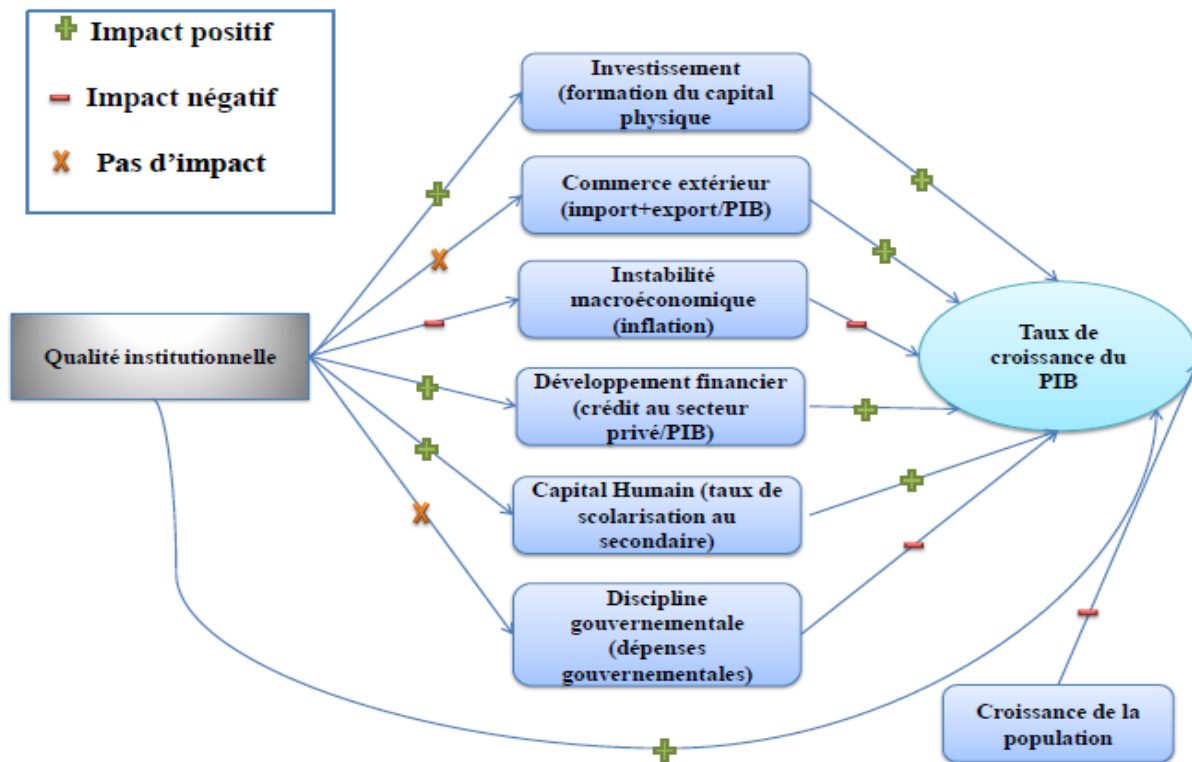 Impact positif
Impact négatif
Pas d'impact
Investissement
(formation du capital
physique
Commerce extérieur
(import+export/PIB)
Instabilité
macroéconomique
(inflation)
Qualité institutionnelle
Taux de
croissance du
PIB
Développement financier
(crédit au secteur
privé/PIB)
Capital Humain (taux de
scolarisation au
secondaire)
Discipline
gouvernementale
(dépenses
gouvernementales)
Croissance de la
population